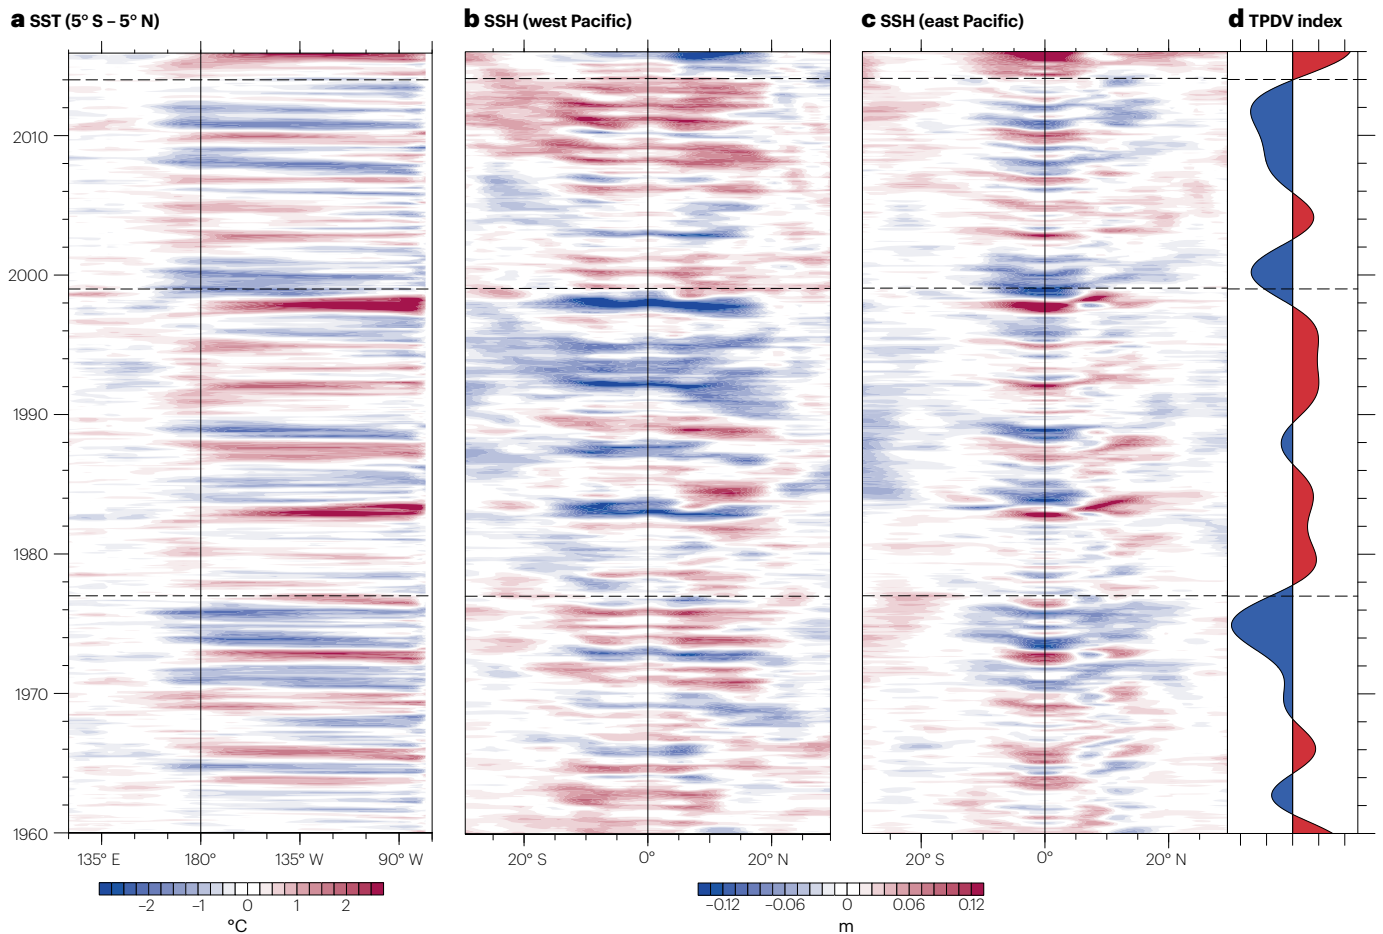 a SST (5° S – 5° N)
b SSH (west Pacific)
c SSH (east Pacific)
d TPDV index
2010
2000
1990
1980
1970
1960
135° E
180°
135° W
90° W
20° S
0°
20° N
20° S
0°
20° N
−2
−1
0
1
2
°C
−0.12
−0.06
0
0.06
0.12
m